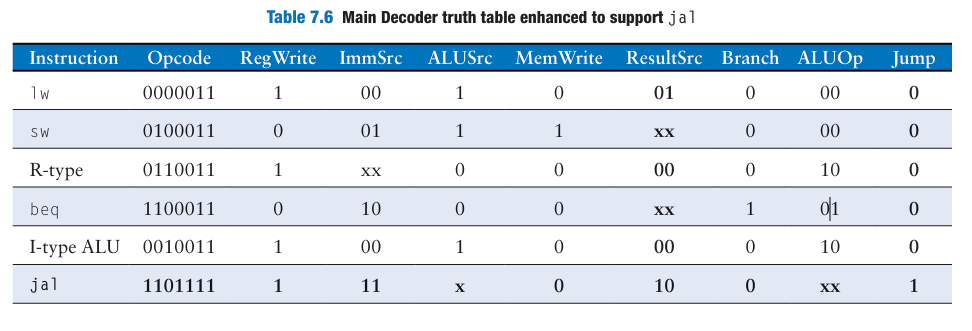 Table 7.6 Main Decoder truth table enhanced to support jal
Instruction Opcode RegWrite ImmSrc ALUSrc MemWrite ResultSrc Branch ALUOp Jump
lw 0000011 1 00 1 0 01 0 00 0
sw 0100011 0 01 1 1 xx 0 00 0
R-type 0110011 1 xx 0 0 00 0 10 0
beq 1100011 0 10 0 0 xx 1 01 0
I-type ALU 0010011 1 00 1 0 00 0 10 0
jal 1101111 1 11 x 0 10 0 xx 1